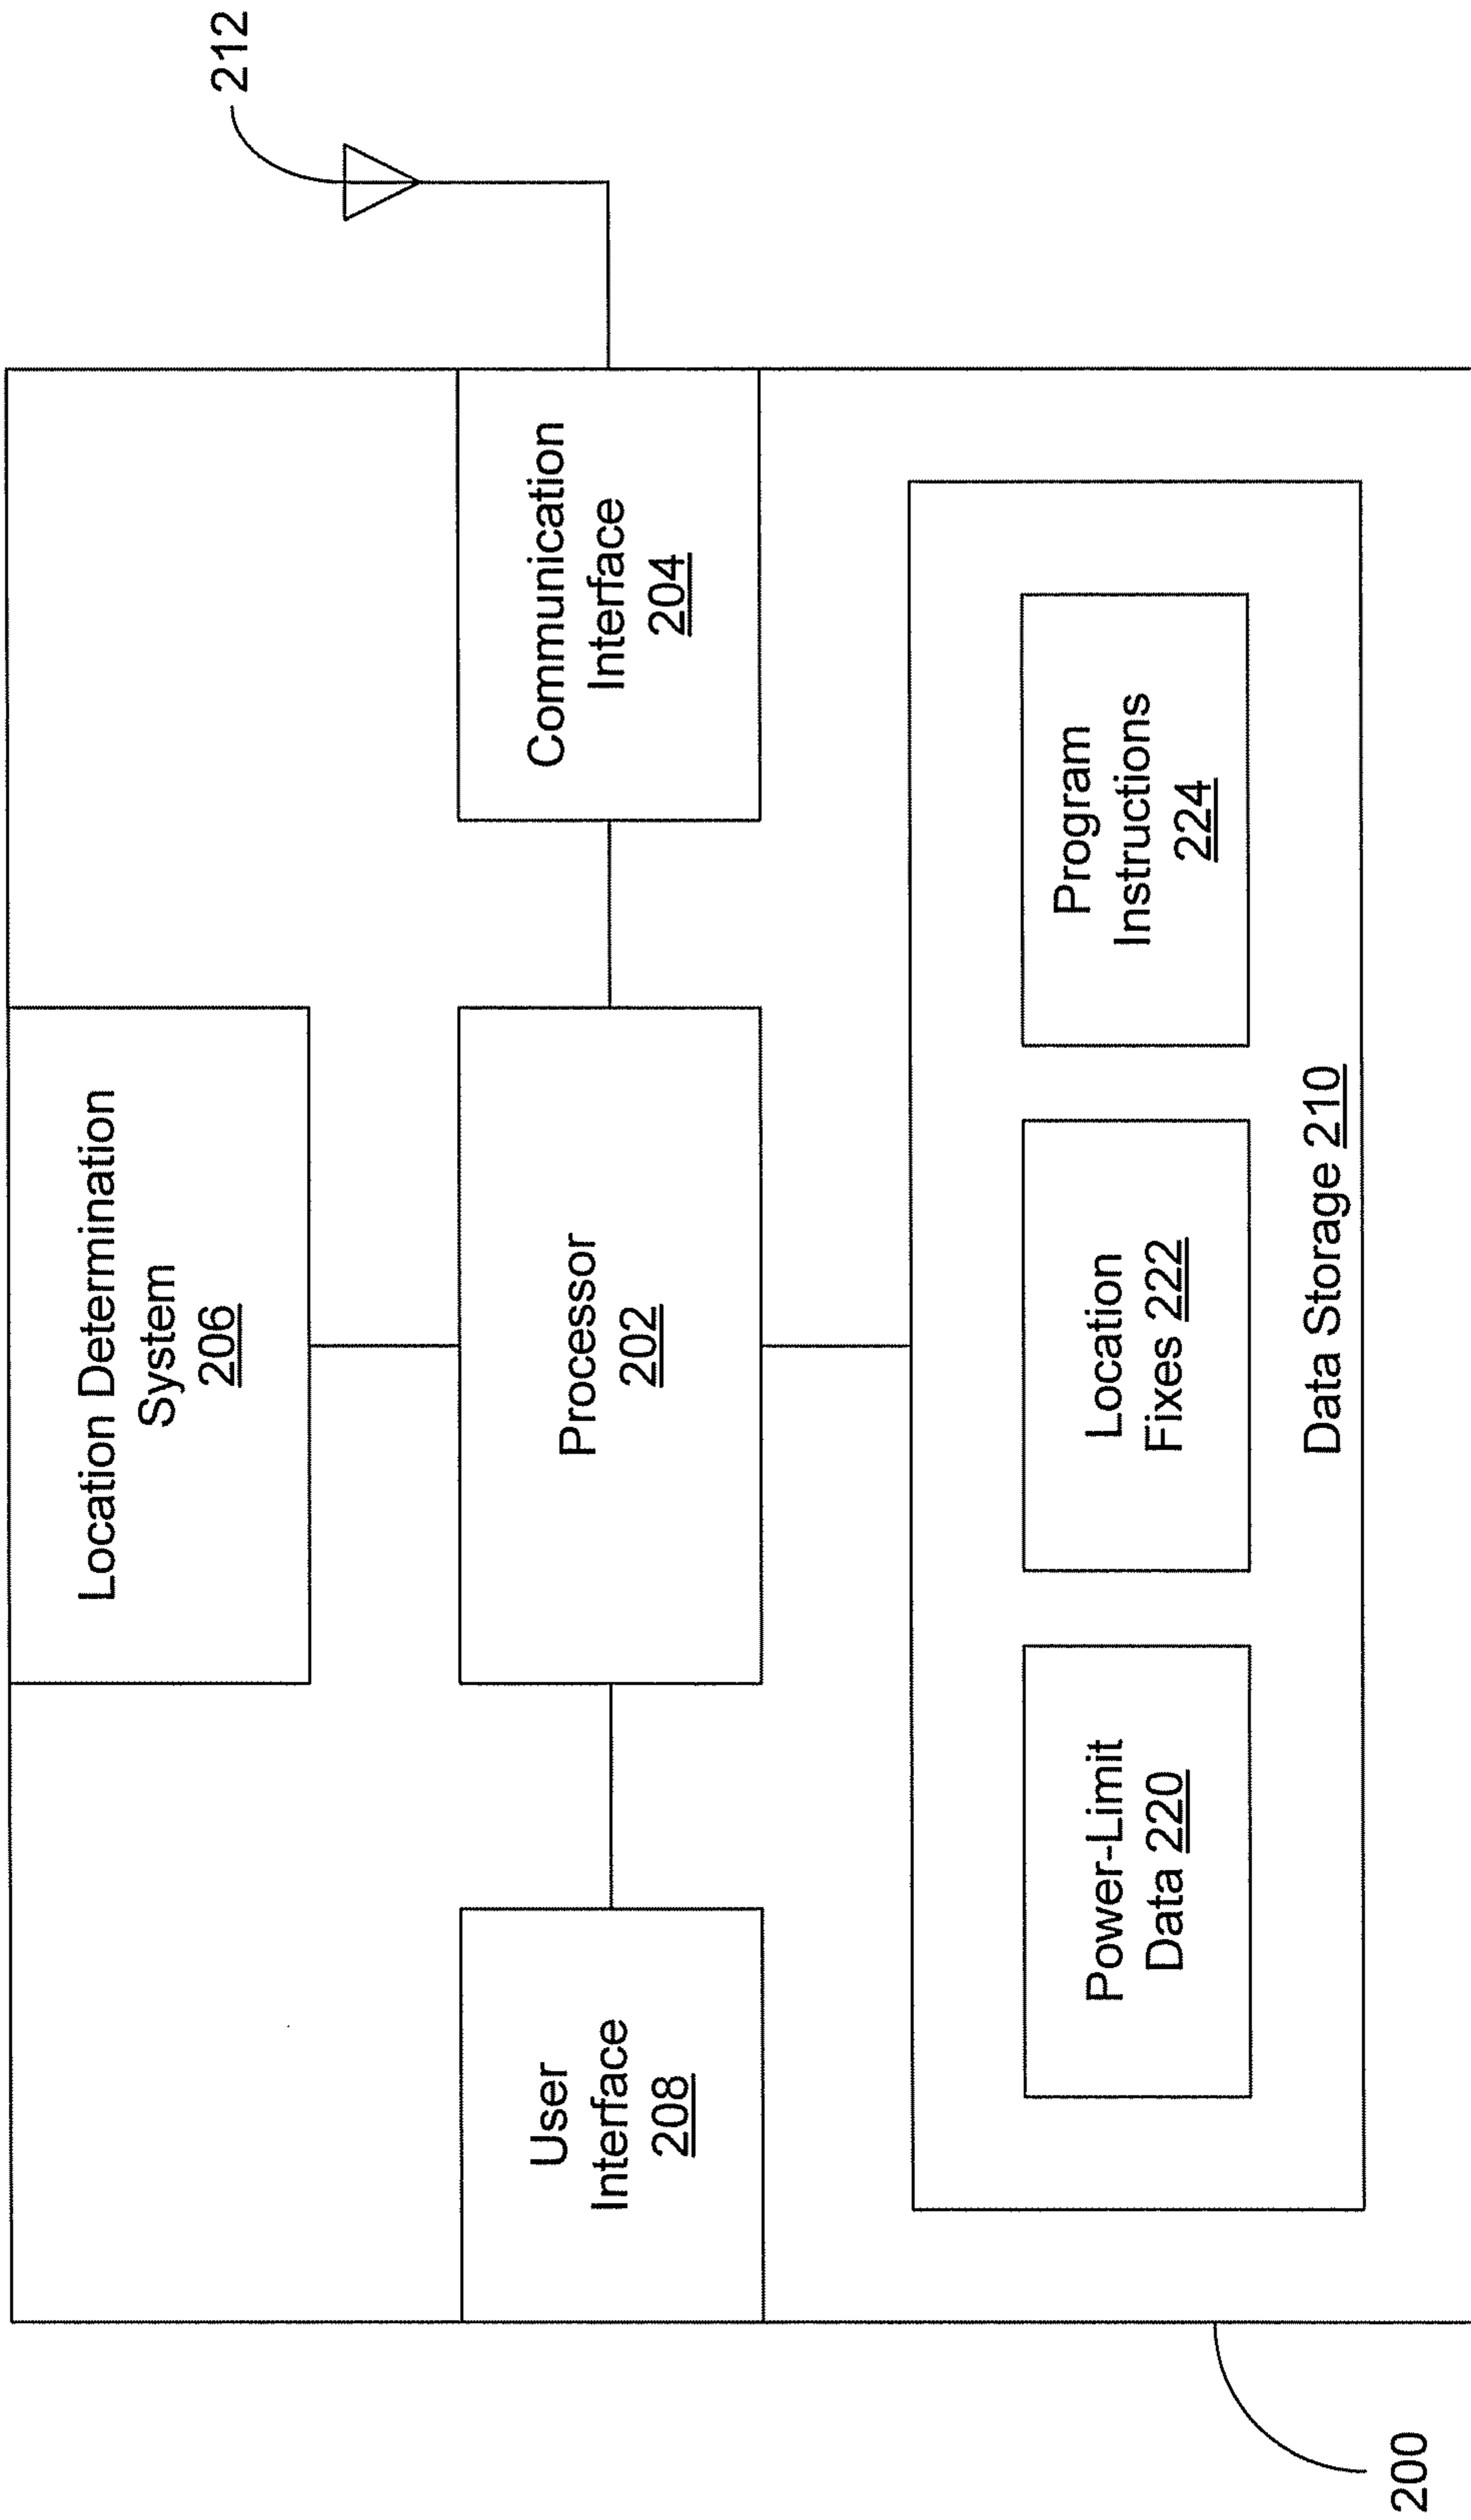 212
Location Determination
System
206
User
Interface
208
Processor
202
Communication
Interface
204
Power-Limit
Data 220
Location
Fixes 222
Program
Instructions
224
Data Storage 210
200